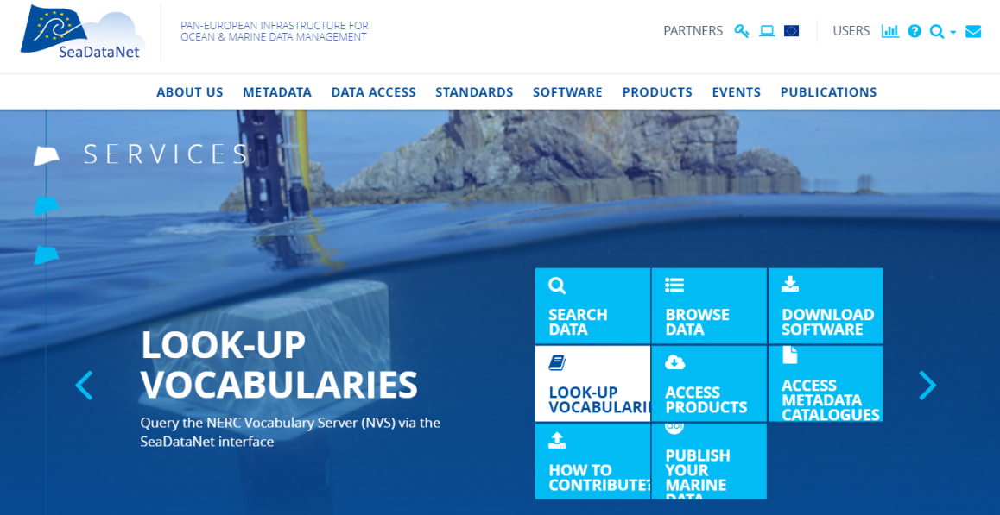 SeaDataNet
PAN-EUROPEAN INFRASTRUCTURE FOR
OCEAN & MARINE DATA MANAGEMENT
PARTNERS
USERS
ABOUT US
METADATA
DATA ACCESS
STANDARDS
SOFTWARE
PRODUCTS
EVENTS
PUBLICATIONS
SERVICES
LOOK-UP
VOCABULARIES
Query the NERC Vocabulary Server (NVS) via the
SeaDataNet interface
SEARCH
DATA
BROWSE
DATA
DOWNLOAD
SOFTWARE
LOOK-UP
VOCABULARI
ACCESS
PRODUCTS
ACCESS
METADATA
CATALOGUES
HOW TO
CONTRIBUTE?
doi
PUBLISH
YOUR
MARINE
DATA